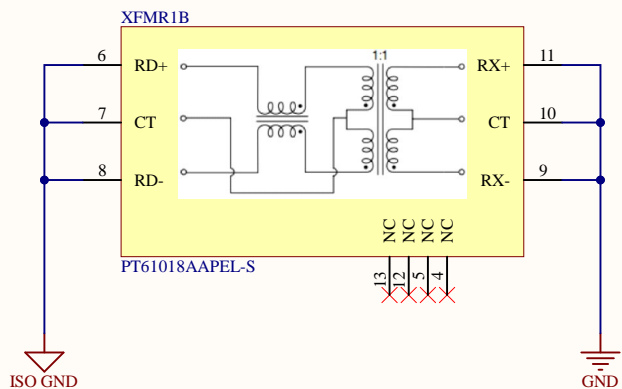 XFMR1B
1:1
6 RD+ RX+ 11
7 CT CT 10
8 RD- RX- 9
NC NC NC NC
PT61018AAPEL-S
13 12 5 4
ISO GND GND